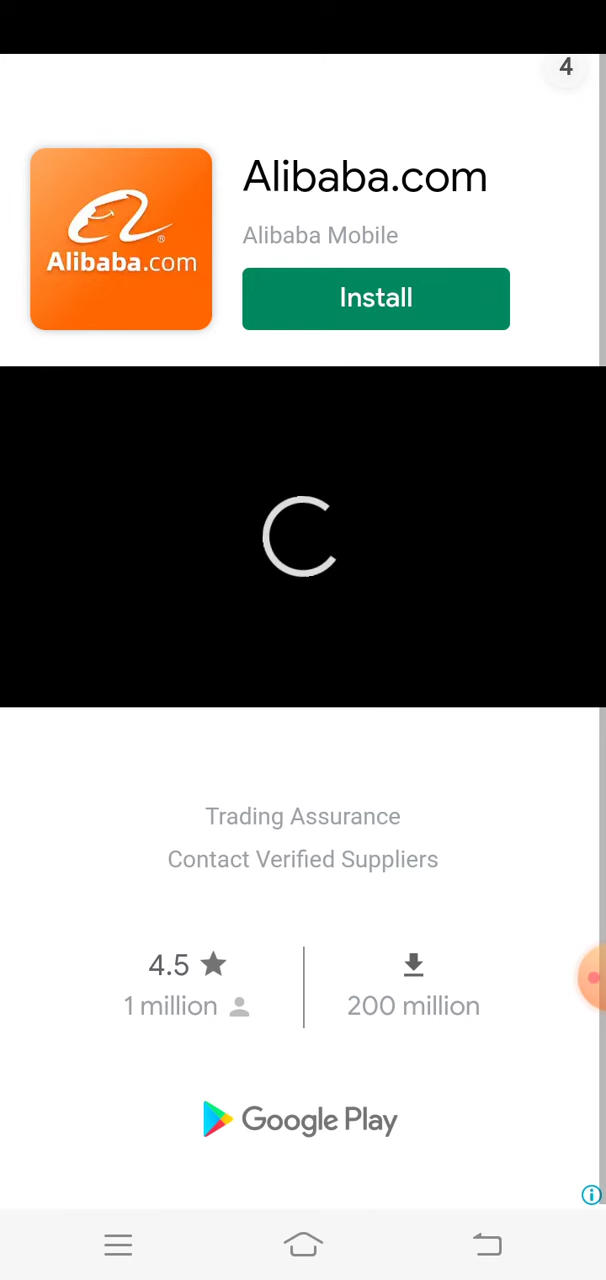 4
Alibaba.com
Alibaba Mobile
Alibaba.com
®
Install
Trading Assurance
Contact Verified Suppliers
4.5
1 million
200 million
Google Play